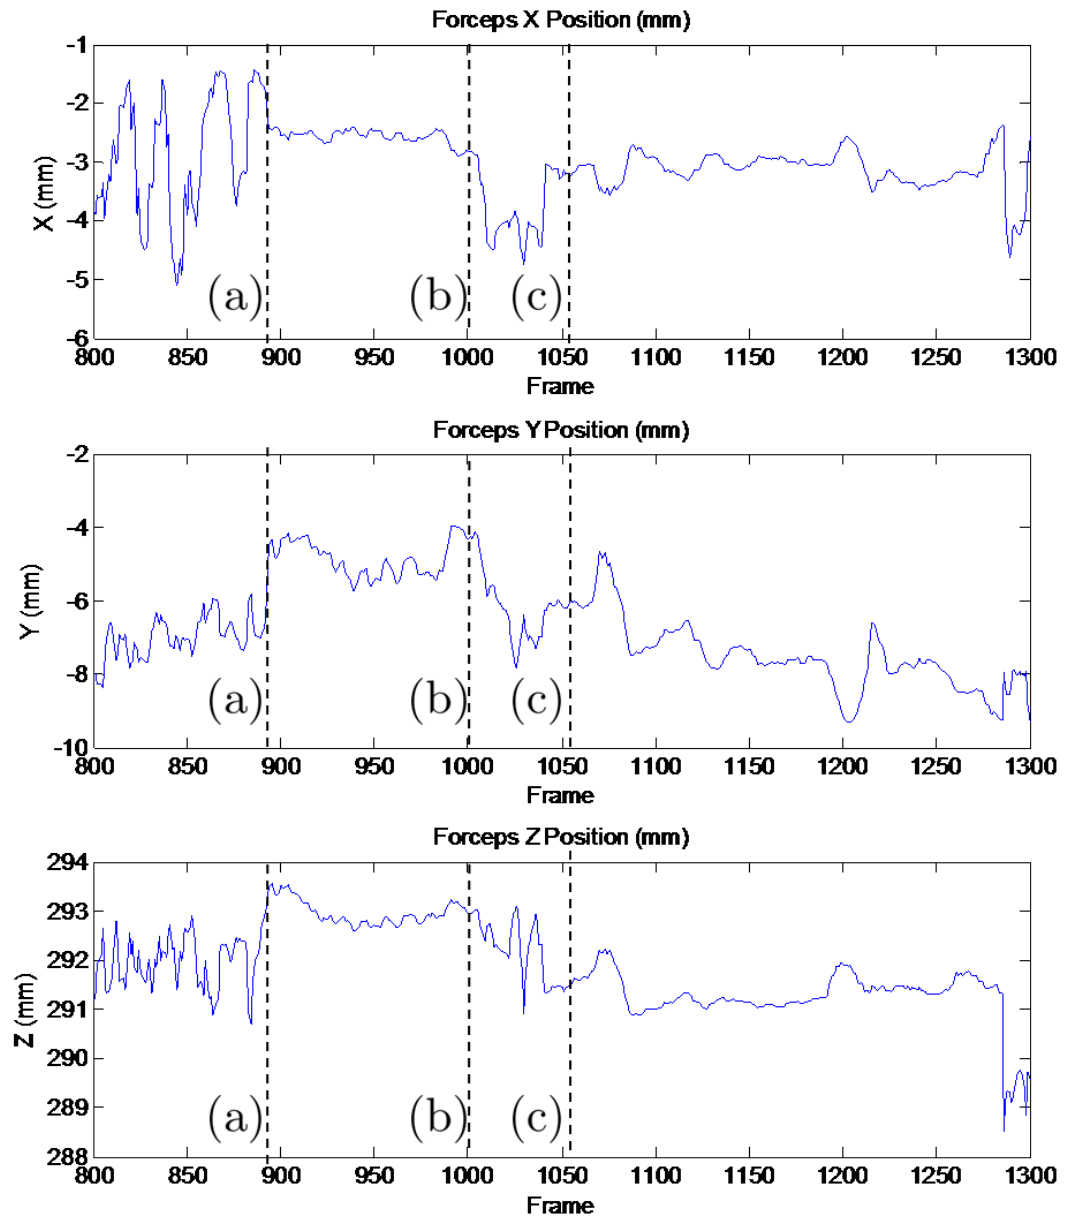 Forceps X Position (mm)
-1
-2
-3
-4
-5
-6
X (mm)
(a)
(b)
(c)
800 850 900 950 1000 1050 1100 1150 1200 1250 1300
Frame
Forceps Y Position (mm)
-2
-4
-6
-8
-10
Y (mm)
(a)
(b)
(c)
800 850 900 950 1000 1050 1100 1150 1200 1250 1300
Frame
Forceps Z Position (mm)
294
293
292
291
290
289
288
Z (mm)
(a)
(b)
(c)
800 850 900 950 1000 1050 1100 1150 1200 1250 1300
Frame